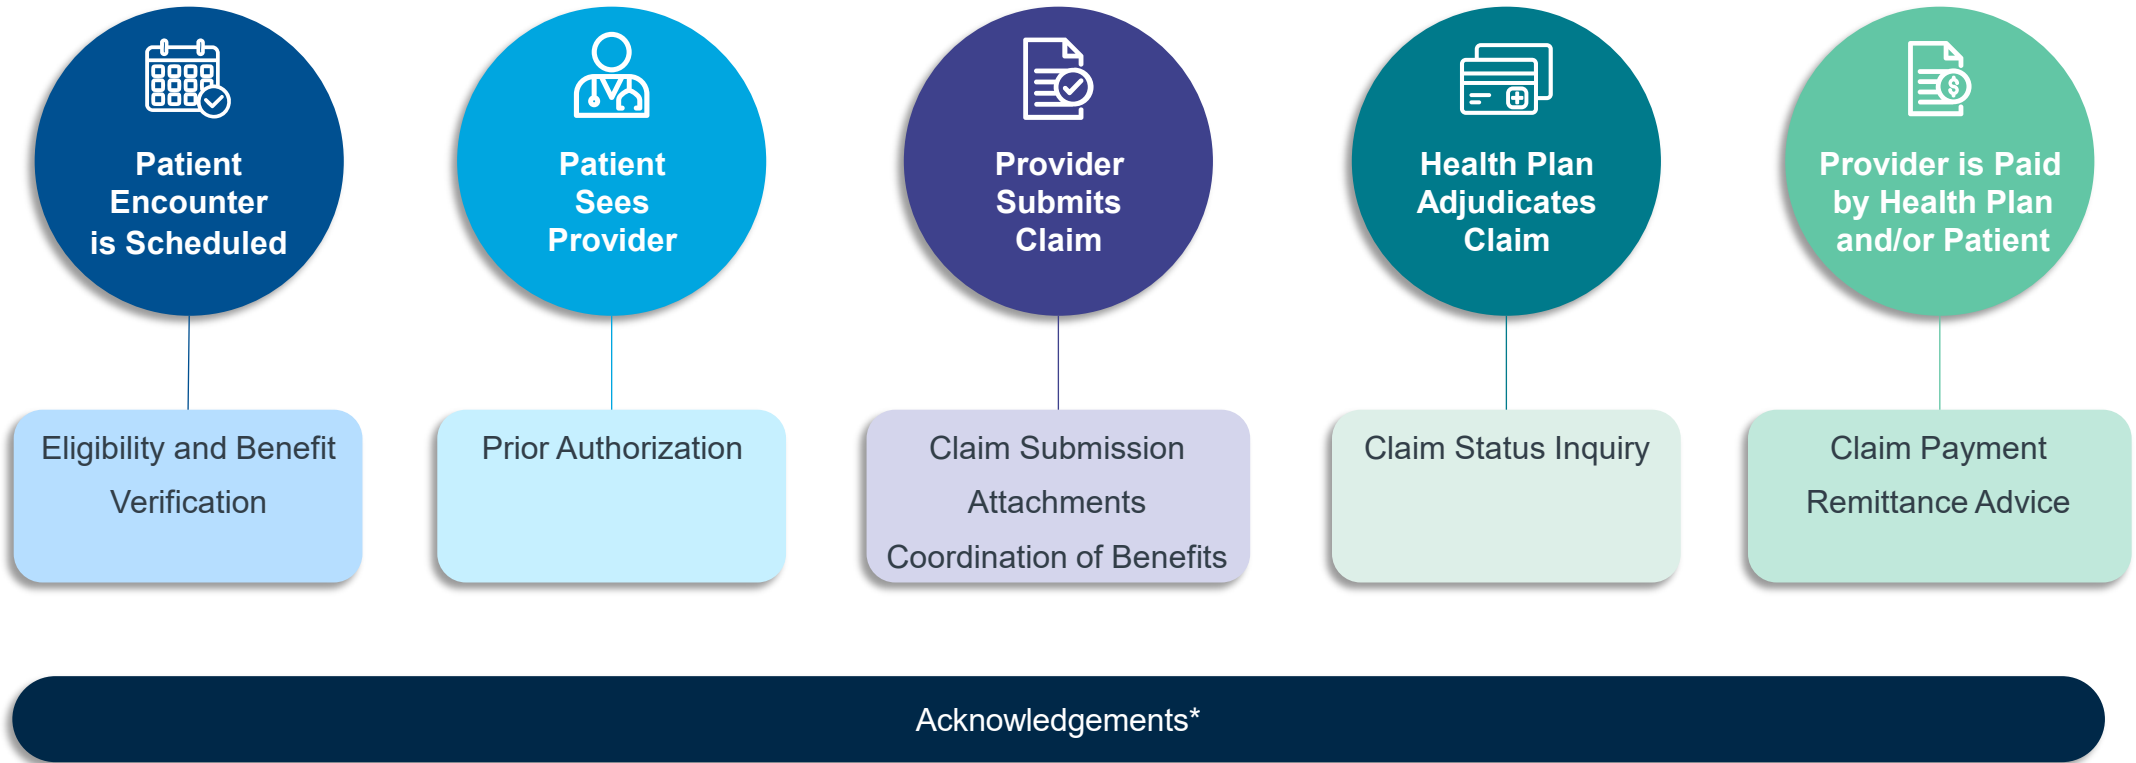 Patient
Encounter
is Scheduled
Patient
Sees
Provider
Provider
Submits
Claim
Health Plan
Adjudicates
Claim
$
Provider is Paid
by Health Plan
and/or Patient
Eligibility and Benefit
Verification
Prior Authorization
Claim Submission
Attachments
Coordination of Benefits
Claim Status Inquiry
Claim Payment
Remittance Advice
Acknowledgements*